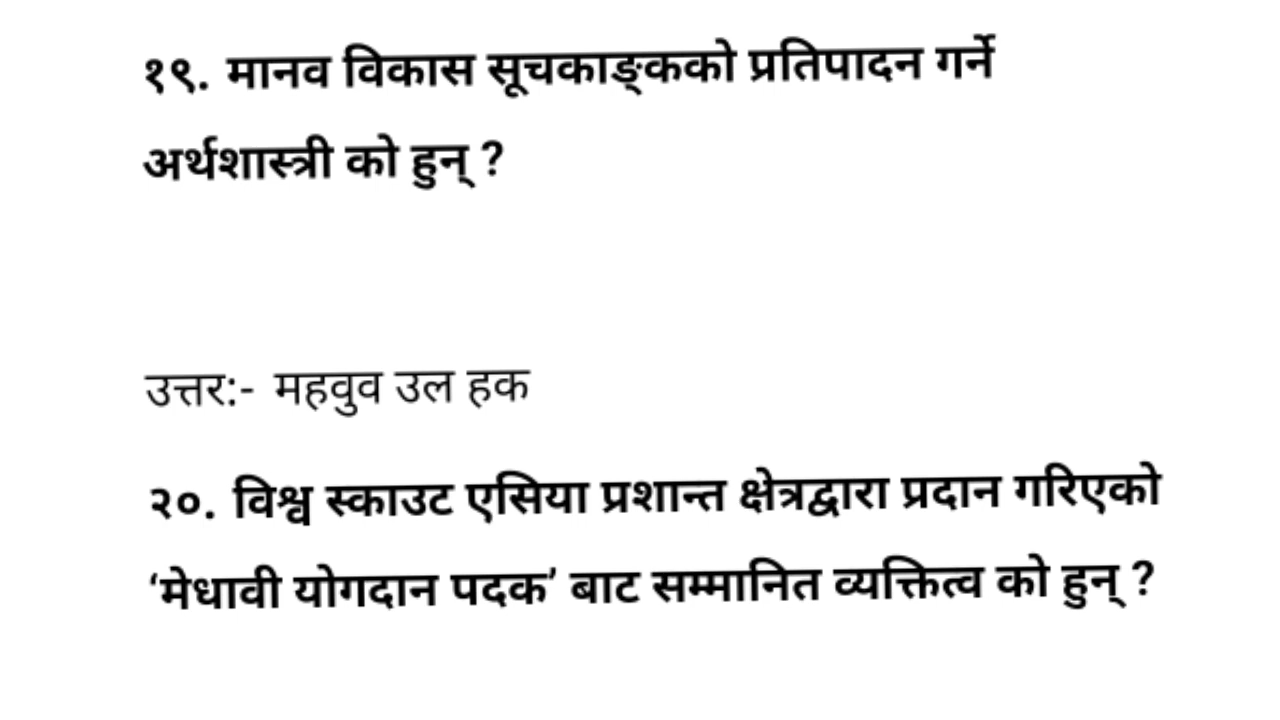 १९. मानव विकास सूचकाङ्कको प्रतिपादन गर्ने
अर्थशास्त्री को हुन् ?
उत्तर:- महवुव उल हक
२०. विश्व स्काउट एसिया प्रशान्त क्षेत्रद्वारा प्रदान गरिएको
‘मेधावी योगदान पदक’ बाट सम्मानित व्यक्तित्व को हुन् ?